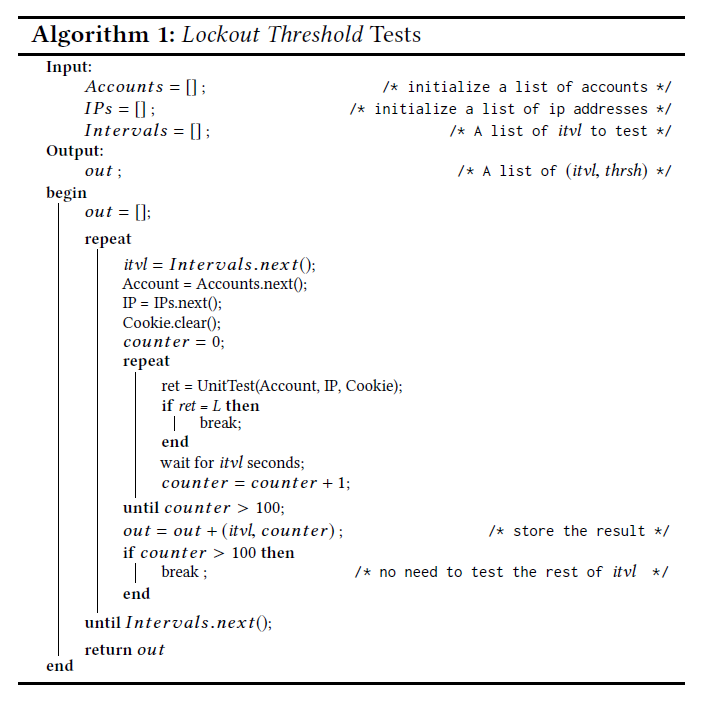 Algorithm 1: Lockout Threshold Tests
Input:
Accounts = [] ; /* initialize a list of accounts */
IPs = [] ; /* initialize a list of ip addresses */
Intervals = [] ; /* A list of itvl to test */
Output:
out ; /* A list of (itvl, thrsh) */
begin
out = [];
repeat
itvl = Intervals.next();
Account = Accounts.next();
IP = IPs.next();
Cookie.clear();
counter = 0;
repeat
ret = UnitTest(Account, IP, Cookie);
if ret = L then
break;
end
wait for itvl seconds;
counter = counter + 1;
until counter > 100;
out = out + (itvl, counter) ; /* store the result */
if counter > 100 then
break ; /* no need to test the rest of itvl */
end
until Intervals.next();
return out
end